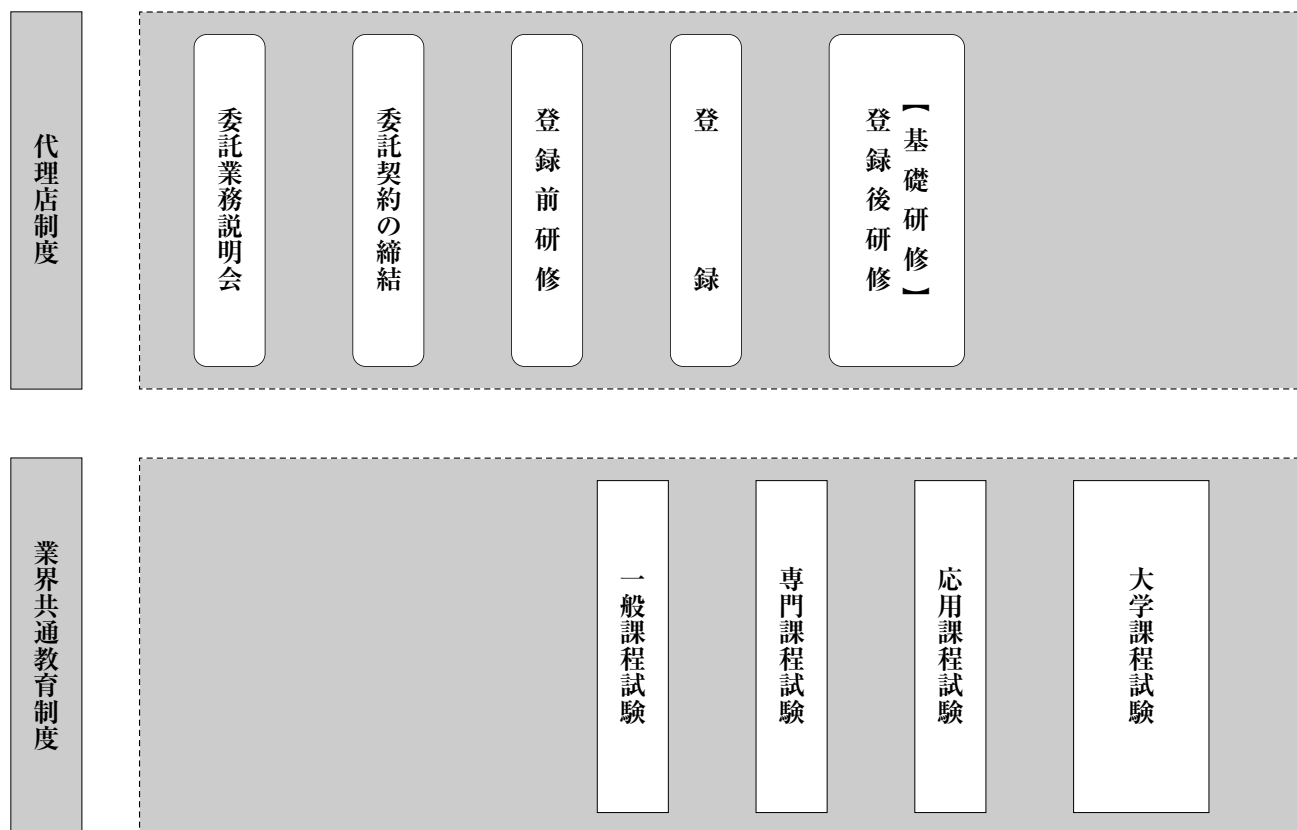 代理店制度
委託業務説明会
委託契約の締結
登録前研修
登録
登録後研修
【基礎研修】
業界共通教育制度
一般課程試験
専門課程試験
応用課程試験
大学課程試験